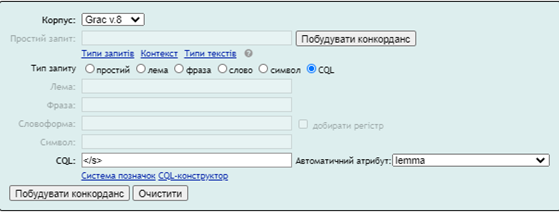 Корпус: Grac v.8
Простий запит: Побудувати конкорданс
Типи запитів Контекст Типи текстів ?
Тип запиту простий лема фраза слово символ CQL
Лема:
Фраза:
Словоформа: добирати регістр
Символ:
CQL: </s> Автоматичний атрибут: lemma
Система позначок CQL-конструктор
Побудувати конкорданс Очистити